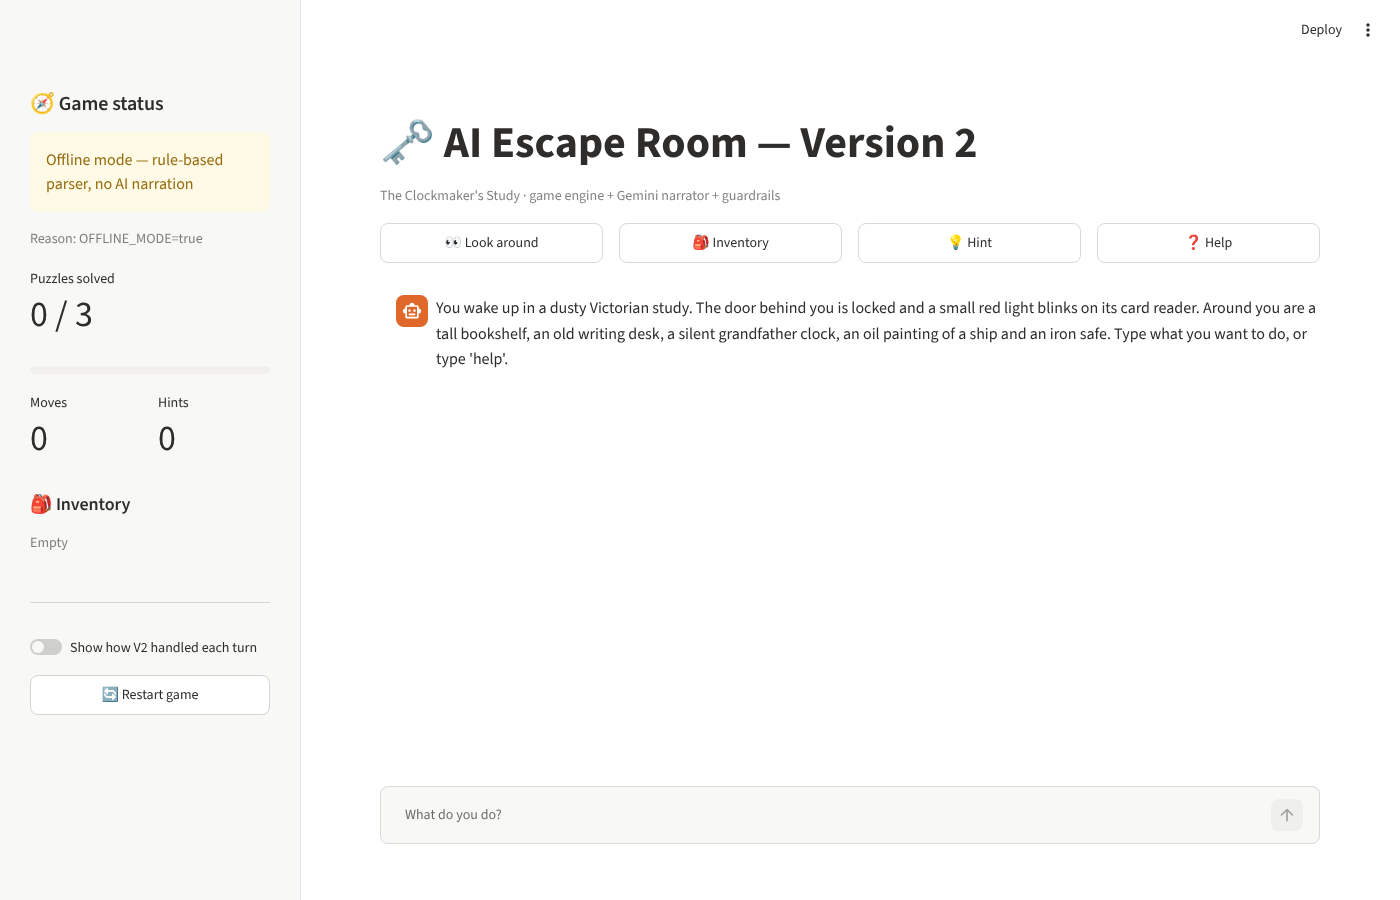 Deploy
🧭 Game status
Offline mode — rule-based
parser, no AI narration
Reason: OFFLINE_MODE=true
Puzzles solved
0 / 3
Moves
Hints
0
0
🎒 Inventory
Empty
Show how V2 handled each turn
🔄 Restart game
🗝️ AI Escape Room — Version 2
The Clockmaker's Study · game engine + Gemini narrator + guardrails
👀 Look around
🎒 Inventory
💡 Hint
❓ Help
You wake up in a dusty Victorian study. The door behind you is locked and a small red light blinks on its card reader. Around you are a
tall bookshelf, an old writing desk, a silent grandfather clock, an oil painting of a ship and an iron safe. Type what you want to do, or
type 'help'.
What do you do?